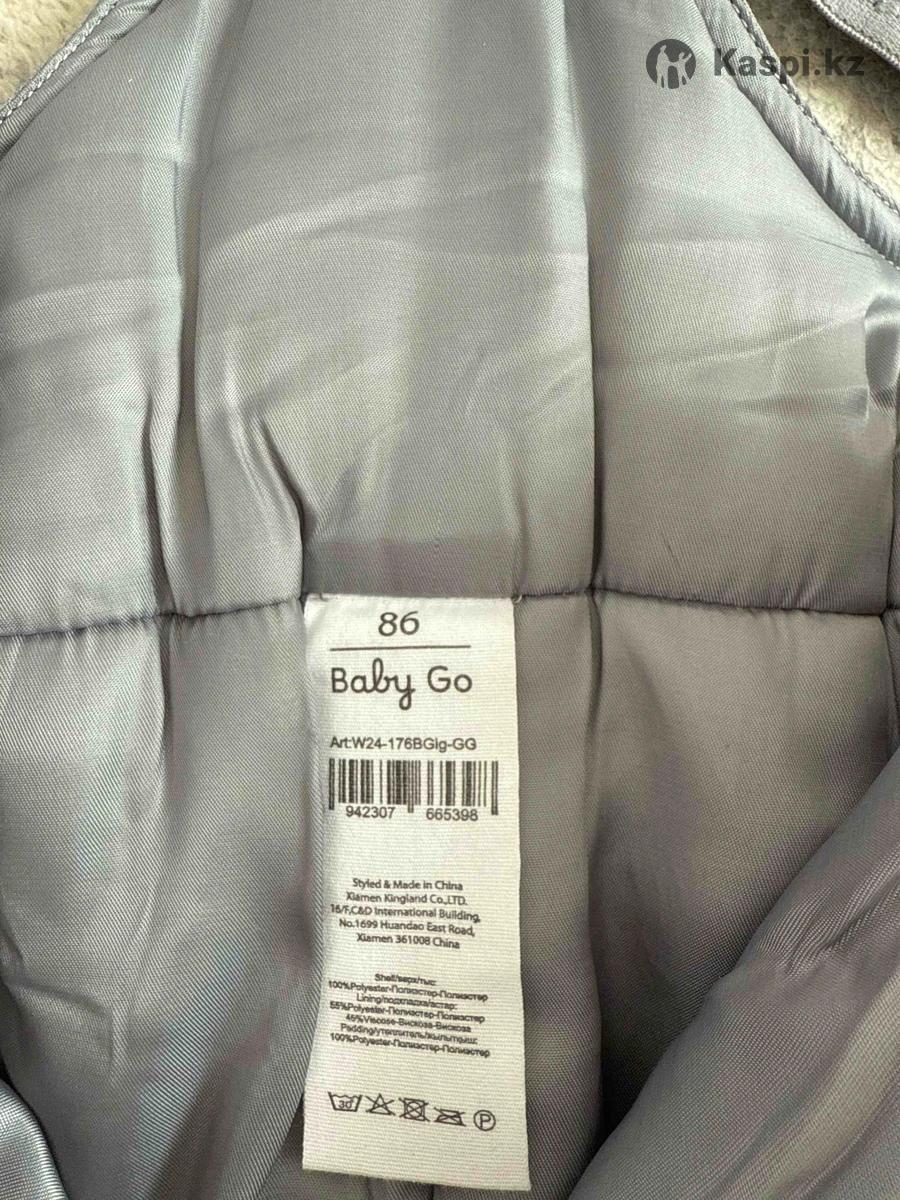 Kaspi.kz
86
Baby Go
Art:W24-176BGlg-GG
942307 665398
Styled & Made in China
Xiamen Kingland Co.,LTD.
16/F,C&D International Building,
No.1699 Huandao East Road,
Xiamen 361008 China
Shell/верх/тыс:
100%Polyester-Полиэстер-Полиэстер
Lining/подкладка/астар:
55%Polyester-Полиэстер-Полиэстер
45%Viscose-Вискоза-Вискоза
Padding/утеплитель/жылытқыш:
100%Polyester-Полиэстер-Полиэстер
30°
P